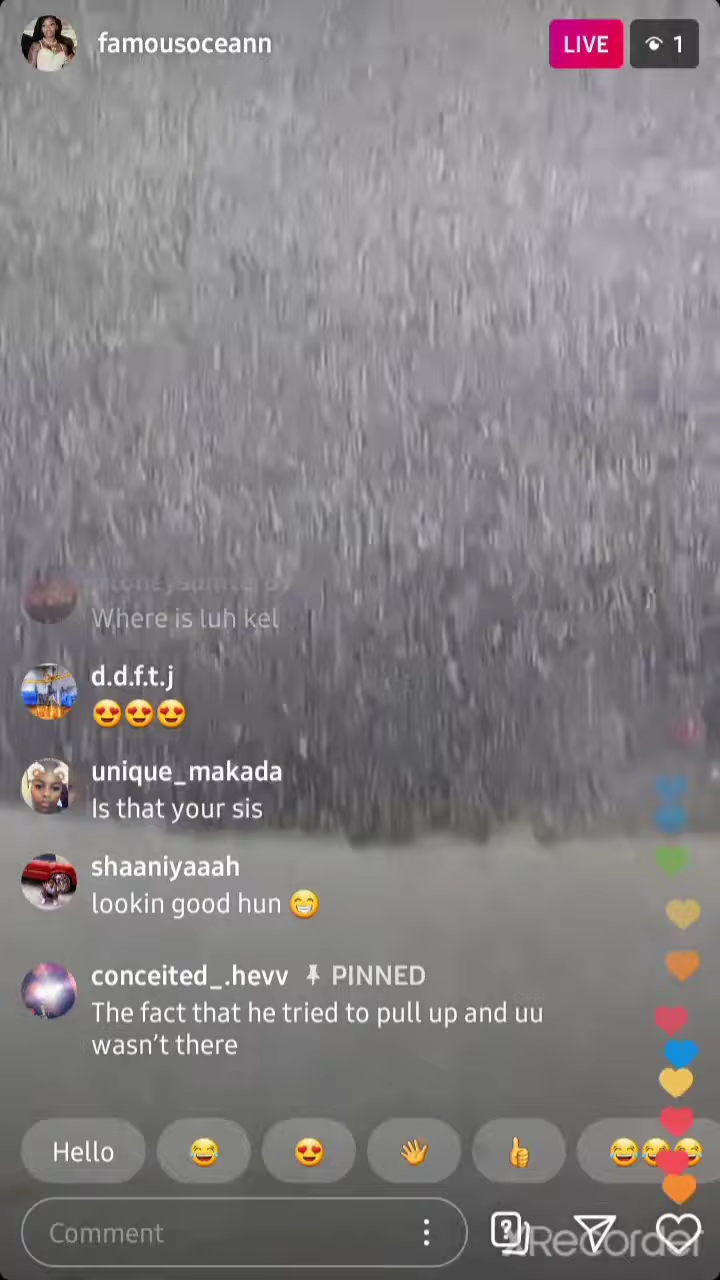 famousoceann
LIVE
1
Where is luh kel
d.d.f.t.j
😍😍😍
unique_makada
Is that your sis
shaaniyaaah
lookin good hun 😁
conceited_.hevv PINNED
The fact that he tried to pull up and uu
wasn't there
Hello 😂 😍 👋 👍 😂😂😂
Comment
XRecorder